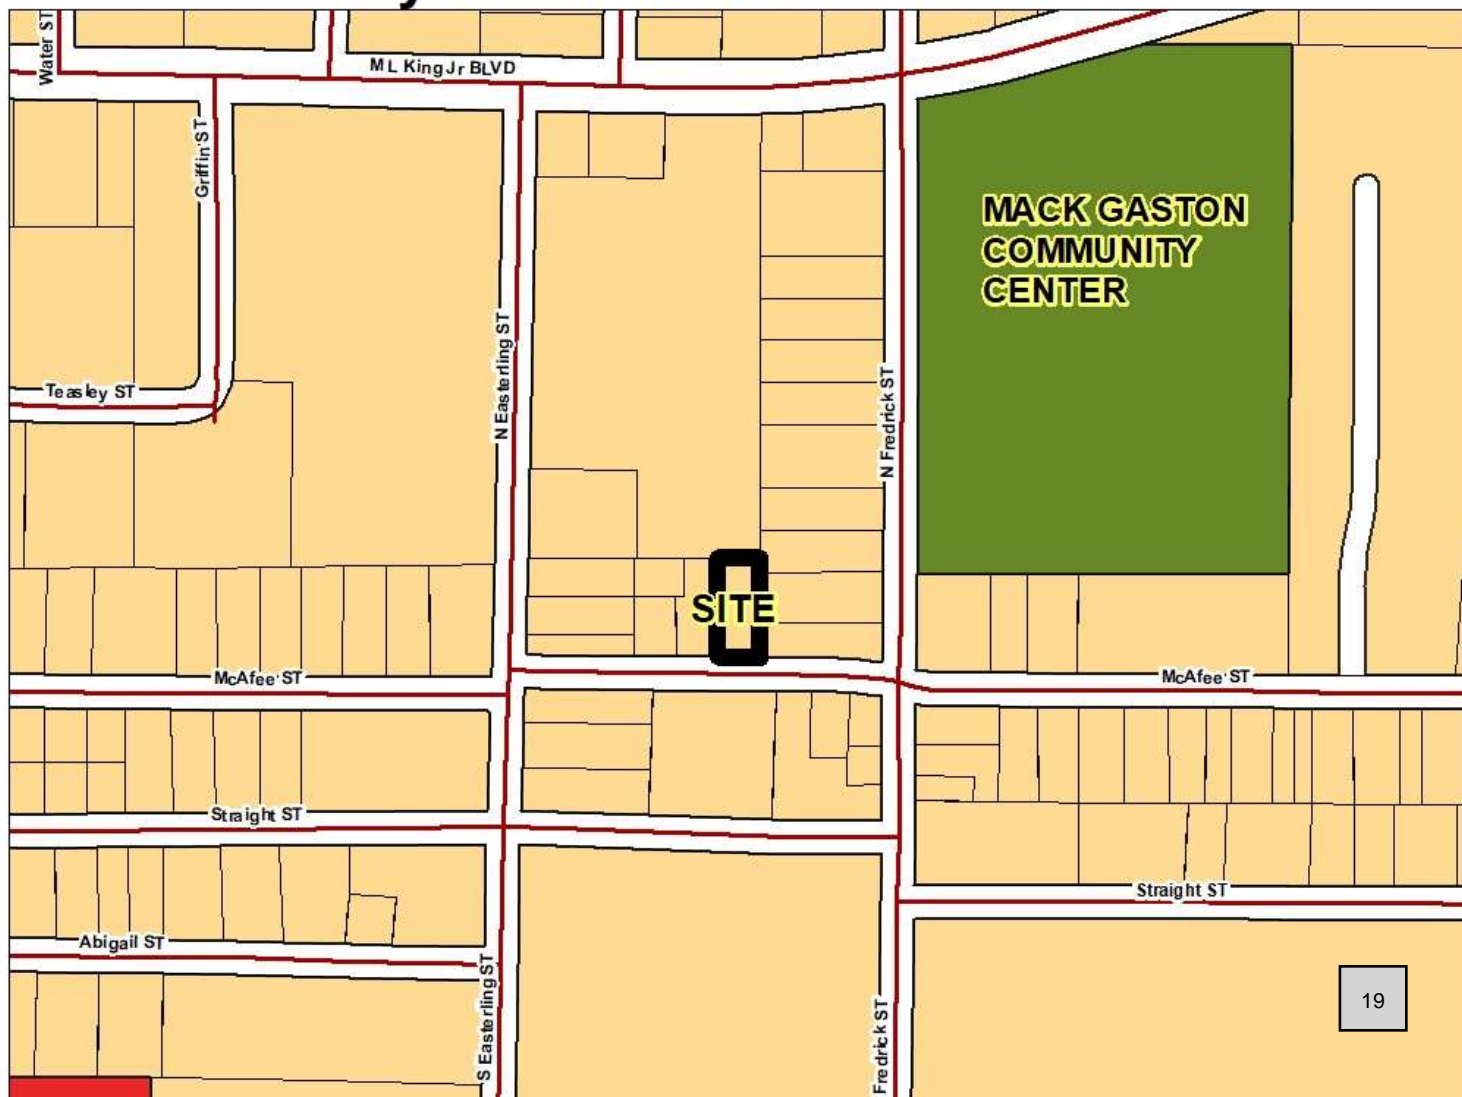 Water ST
M L King Jr BLVD
Griffin ST
MACK GASTON
COMMUNITY
CENTER
N Easterling ST
N Fredrick ST
Teasley ST
SITE
McAfee ST
McAfee ST
Straight ST
Straight ST
Abigail ST
S Easterling ST
Fredrick ST
19